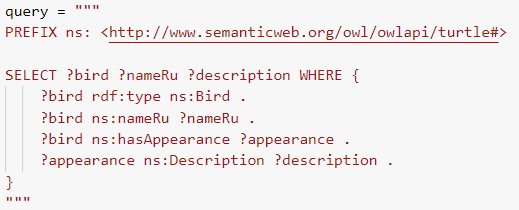 query = """
PREFIX ns: <http://www.semanticweb.org/owl/owlapi/turtle#>
SELECT ?bird ?nameRu ?description WHERE {
?bird rdf:type ns:Bird .
?bird ns:nameRu ?nameRu .
?bird ns:hasAppearance ?appearance .
?appearance ns:Description ?description .
}
"""